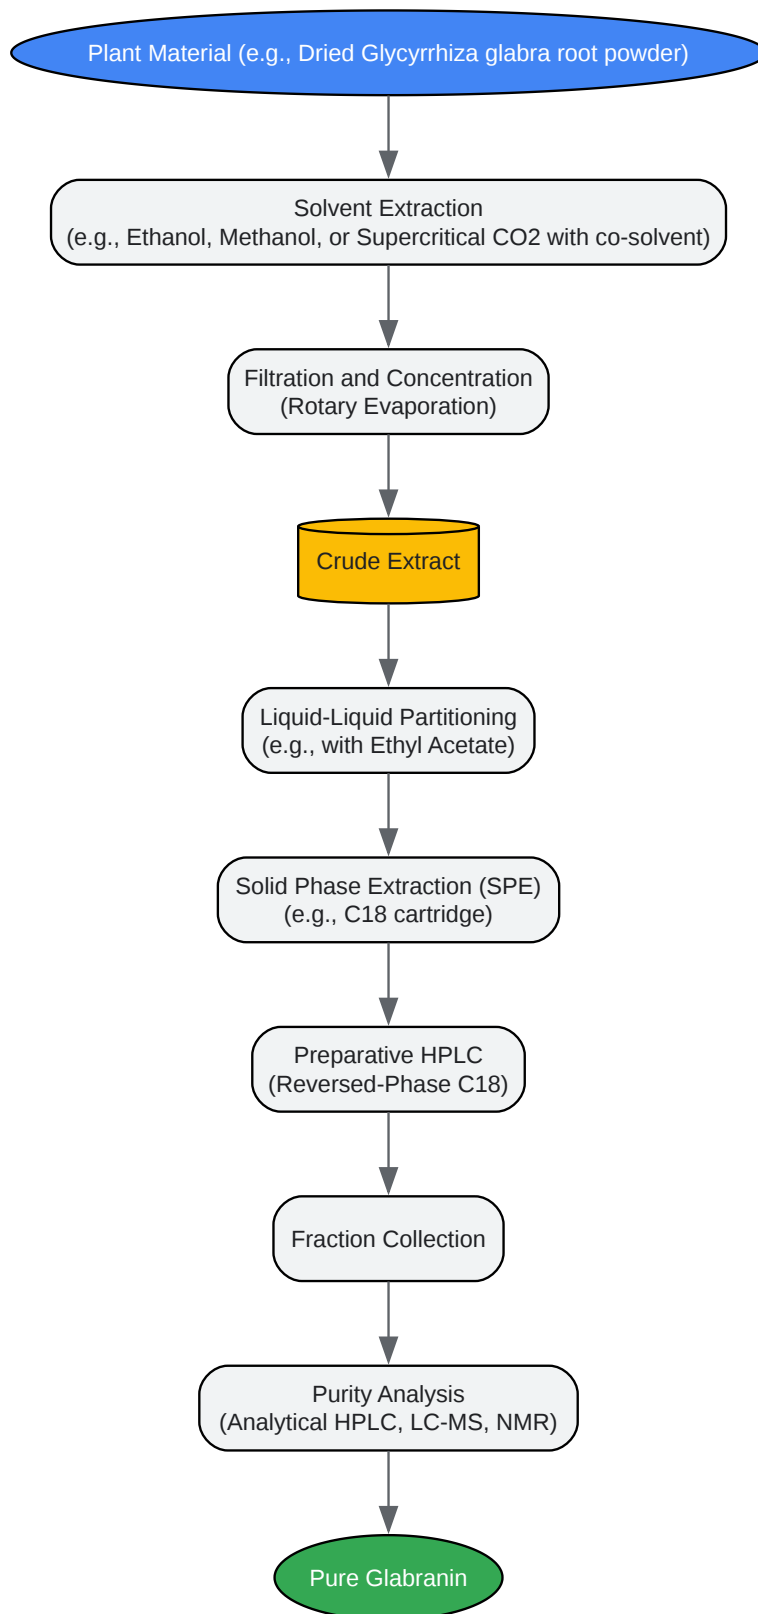 Plant Material (e.g., Dried Glycyrrhiza glabra root powder)
Solvent Extraction
(e.g., Ethanol, Methanol, or Supercritical CO2 with co-solvent)
Filtration and Concentration
(Rotary Evaporation)
Crude Extract
Liquid-Liquid Partitioning
(e.g., with Ethyl Acetate)
Solid Phase Extraction (SPE)
(e.g., C18 cartridge)
Preparative HPLC
(Reversed-Phase C18)
Fraction Collection
Purity Analysis
(Analytical HPLC, LC-MS, NMR)
Pure Glabranin